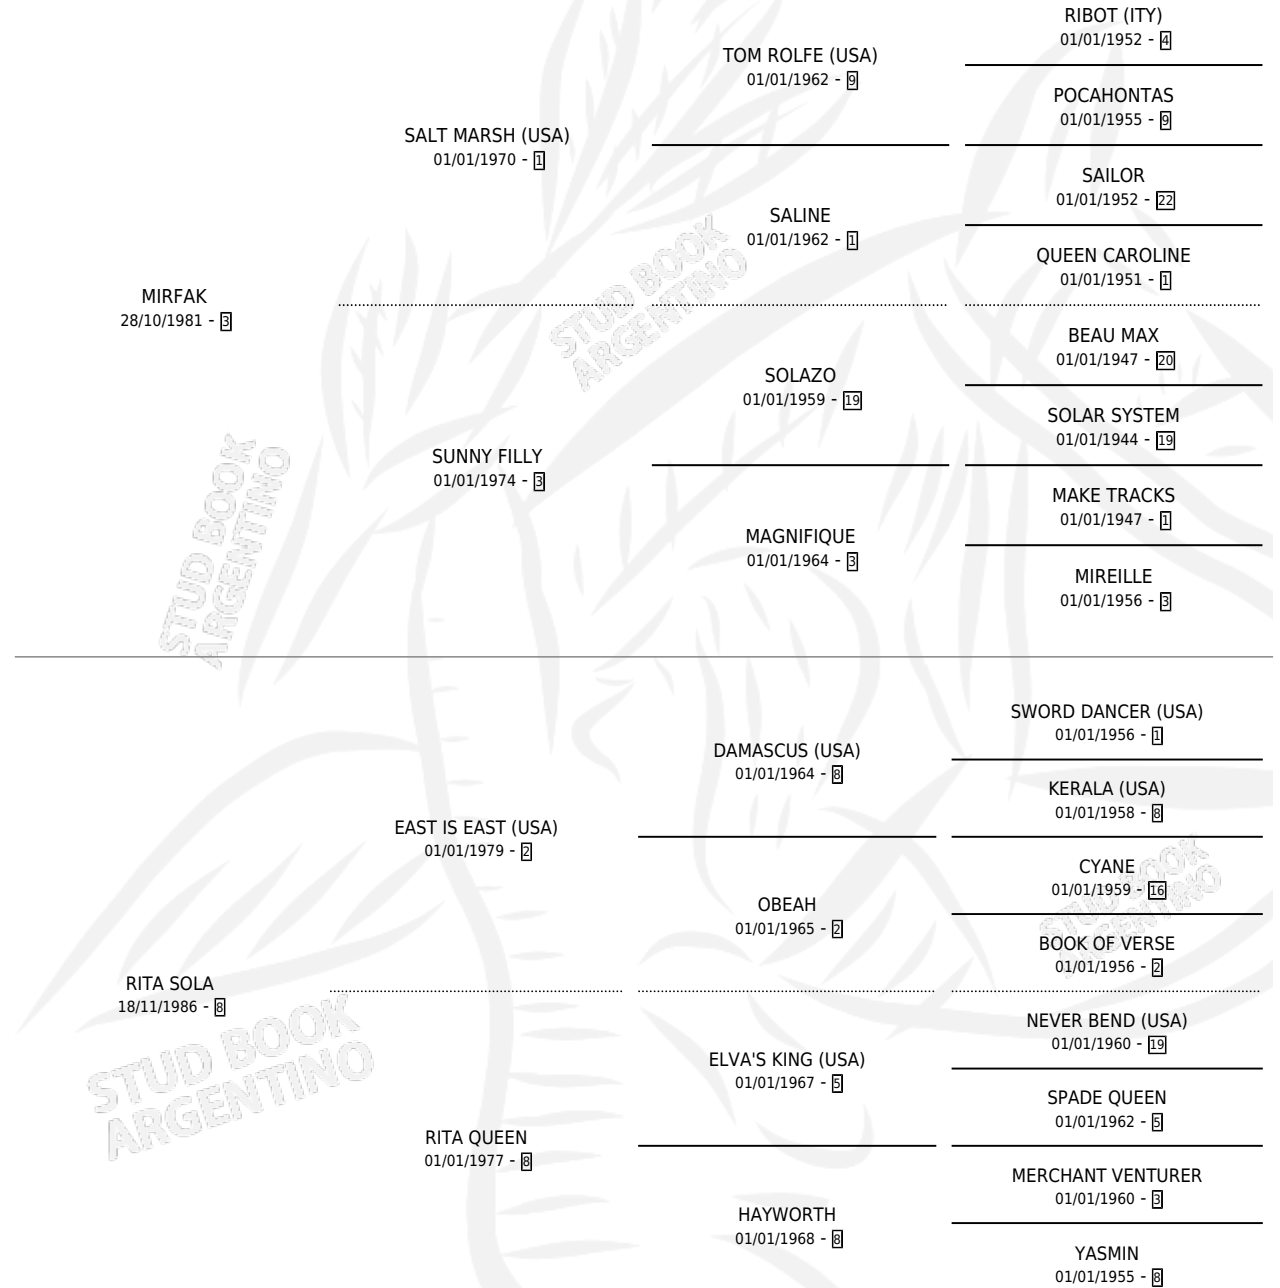 RIBOT (ITY)
01/01/1952 - 4
TOM ROLFE (USA)
01/01/1962 - 9
POCAHONTAS
01/01/1955 - 9
SALT MARSH (USA)
01/01/1970 - 1
SAILOR
01/01/1952 - 22
SALINE
01/01/1962 - 1
QUEEN CAROLINE
01/01/1951 - 1
STUD BOOK
ARGENTINO
MIRFAK
28/10/1981 - 3
BEAU MAX
01/01/1947 - 20
SOLAZO
01/01/1959 - 19
SOLAR SYSTEM
01/01/1944 - 19
SUNNY FILLY
01/01/1974 - 3
MAKE TRACKS
01/01/1947 - 1
MAGNIFIQUE
01/01/1964 - 3
MIREILLE
01/01/1956 - 3
STUD BOOK
ARGENTINO
SWORD DANCER (USA)
01/01/1956 - 1
DAMASCUS (USA)
01/01/1964 - 8
KERALA (USA)
01/01/1958 - 8
EAST IS EAST (USA)
01/01/1979 - 2
CYANE
01/01/1959 - 16
OBEAH
01/01/1965 - 2
BOOK OF VERSE
01/01/1956 - 2
STUD BOOK
ARGENTINO
RITA SOLA
18/11/1986 - 8
NEVER BEND (USA)
01/01/1960 - 19
ELVA'S KING (USA)
01/01/1967 - 5
SPADE QUEEN
01/01/1962 - 5
STUD BOOK
ARGENTINO
RITA QUEEN
01/01/1977 - 8
MERCHANT VENTURER
01/01/1960 - 3
HAYWORTH
01/01/1968 - 8
YASMIN
01/01/1955 - 8